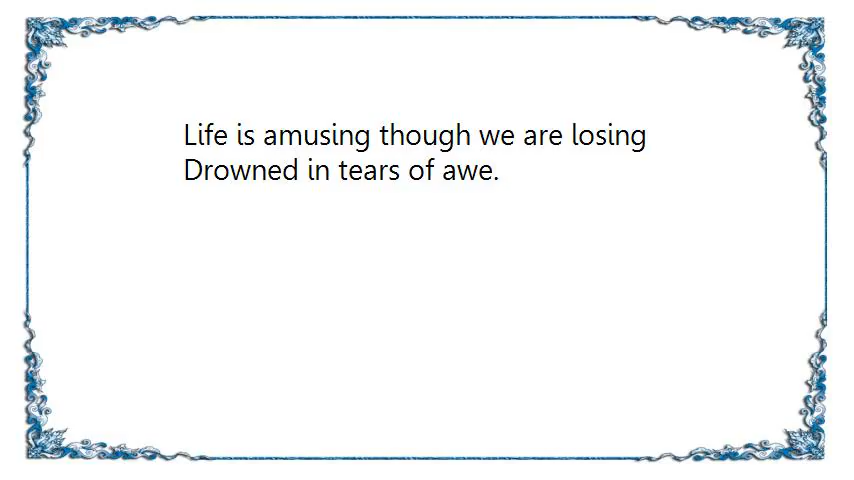 Life is amusing though we are losing
Drowned in tears of awe.